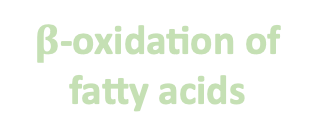 β-oxidation of
fatty acids